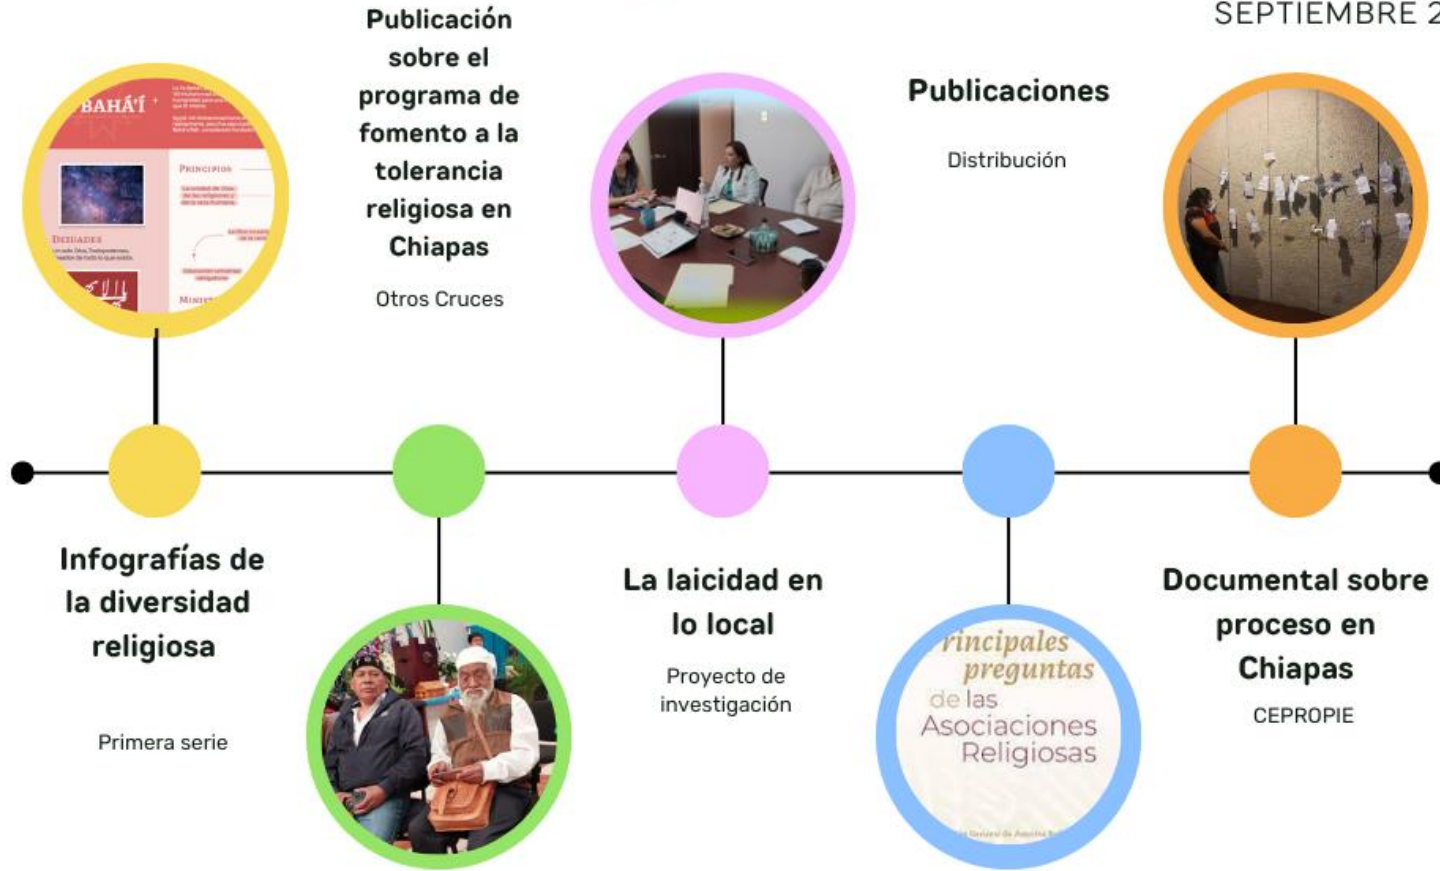 SEPTIEMBRE 2
BAHÁ'Í
PRINCIPIOS
DEIDADES
Publicación
sobre el
programa de
fomento a la
tolerancia
religiosa en
Chiapas
Otros Cruces
Publicaciones
Distribución
Infografías de
la diversidad
religiosa
Primera serie
La laicidad en
lo local
Proyecto de
investigación
rincipales
preguntas
de las
Asociaciones
Religiosas
Documental sobre
proceso en
Chiapas
CEPROPIE